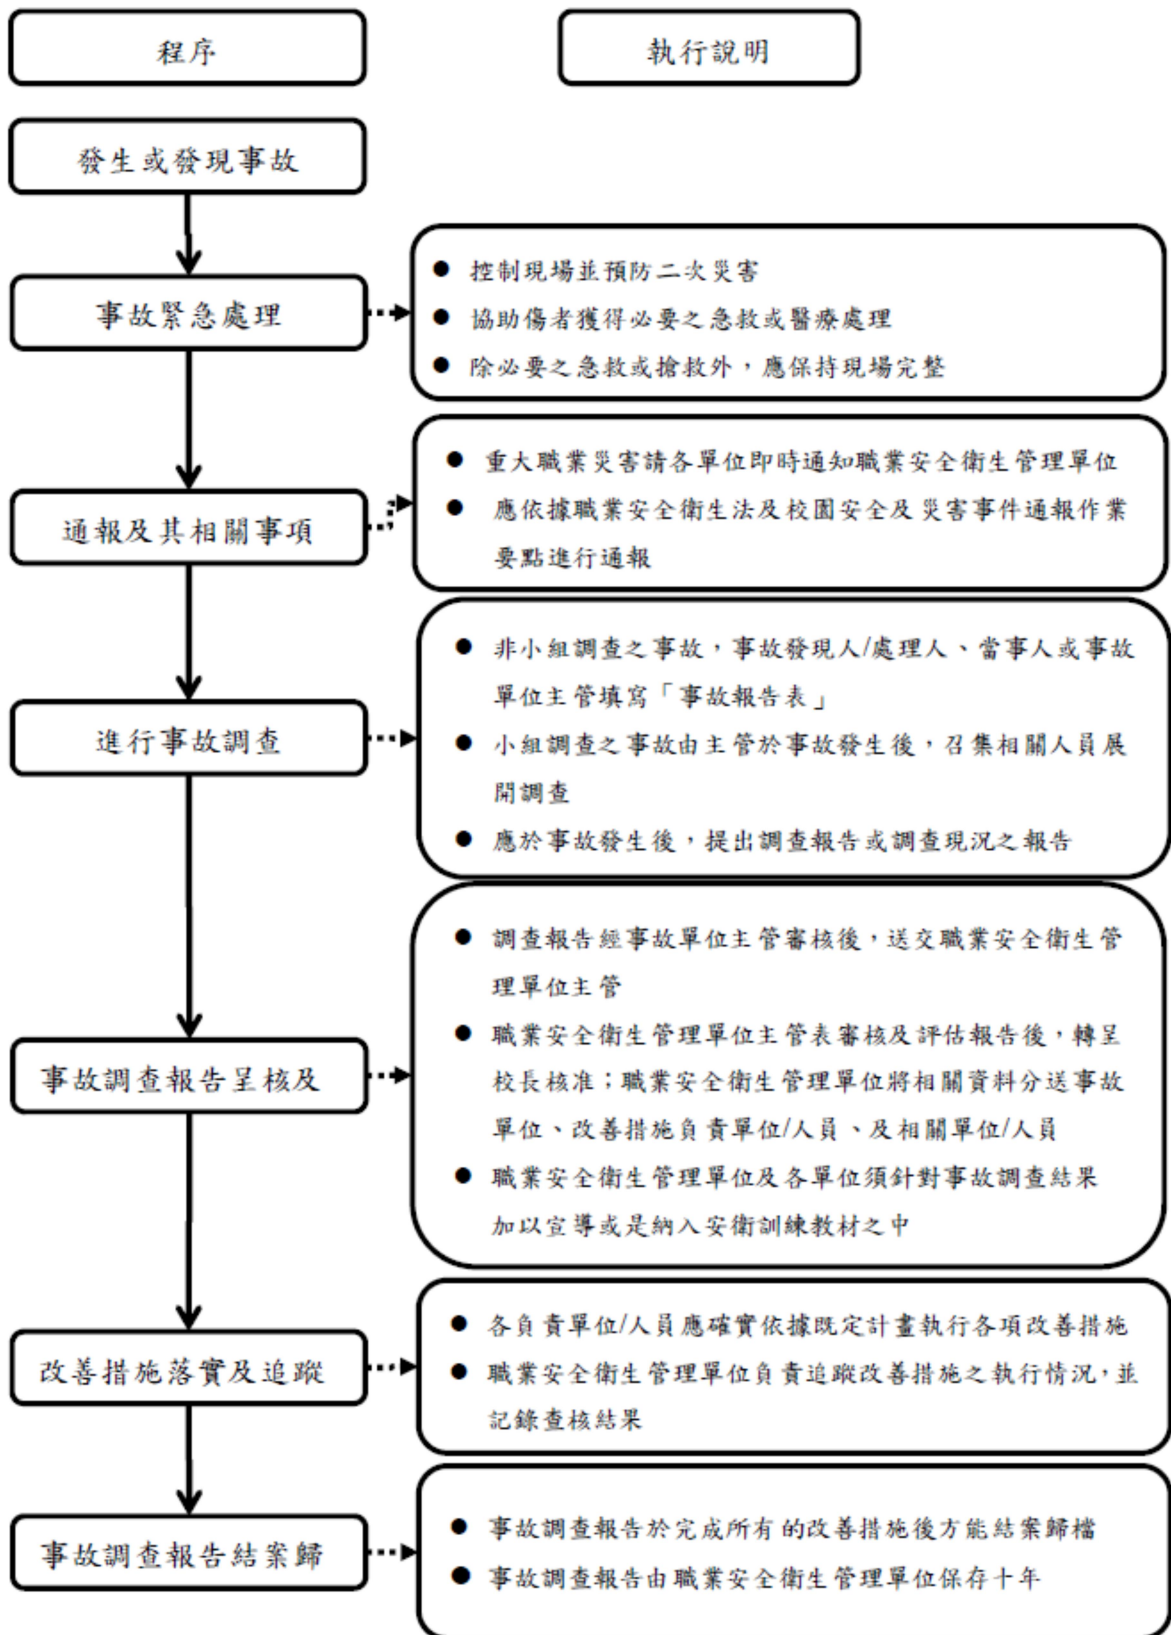 程序
執行說明
發生或發現事故
事故緊急處理
● 控制現場並預防二次災害
● 協助傷者獲得必要之急救或醫療處理
● 除必要之急救或搶救外，應保持現場完整
通報及其相關事項
● 重大職業災害請各單位即時通知職業安全衛生管理單位
● 應依據職業安全衛生法及校園安全及災害事件通報作業
要點進行通報
進行事故調查
● 非小組調查之事故，事故發現人/處理人、當事人或事故
單位主管填寫「事故報告表」
● 小組調查之事故由主管於事故發生後，召集相關人員展
開調查
● 應於事故發生後，提出調查報告或調查現況之報告
事故調查報告呈核及
● 調查報告經事故單位主管審核後，送交職業安全衛生管
理單位主管
● 職業安全衛生管理單位主管表審核及評估報告後，轉呈
校長核准；職業安全衛生管理單位將相關資料分送事故
單位、改善措施負責單位/人員、及相關單位/人員
● 職業安全衛生管理單位及各單位須針對事故調查結果
加以宣導或是納入安衛訓練教材之中
改善措施落實及追蹤
● 各負責單位/人員應確實依據既定計畫執行各項改善措施
● 職業安全衛生管理單位負責追蹤改善措施之執行情況，並
記錄查核結果
事故調查報告結案歸
● 事故調查報告於完成所有的改善措施後方能結案歸檔
● 事故調查報告由職業安全衛生管理單位保存十年